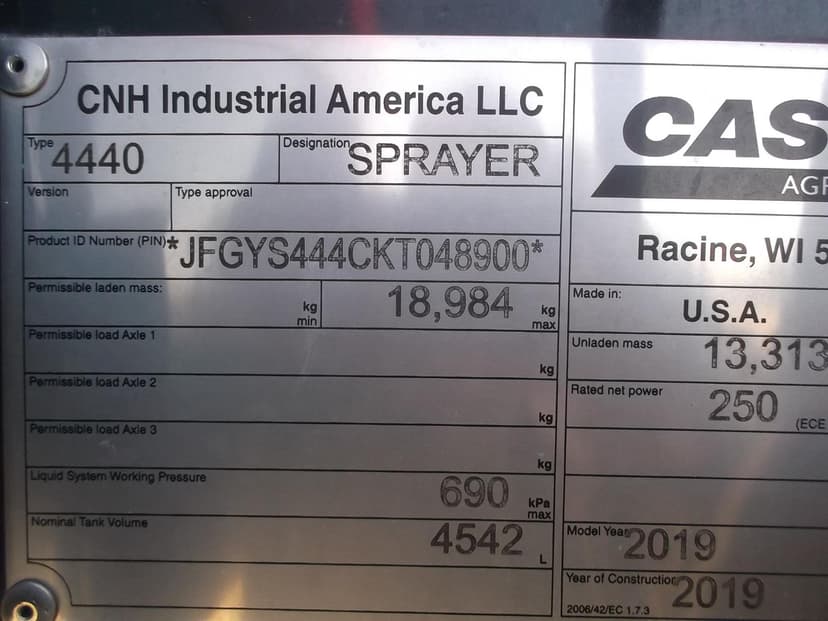 CNH Industrial America LLC
Type 4440
Designation SPRAYER
Version
Type approval
Product ID Number (PIN) *JFGYS444CKT048900*
Permissible laden mass:
kg min
18,984 kg max
Permissible load Axle 1
kg
Permissible load Axle 2
kg
Permissible load Axle 3
kg
Liquid System Working Pressure
690 kPa max
Nominal Tank Volume
4542 L
CAS
AGR
Racine, WI 5
Made in: U.S.A.
Unladen mass 13,313
Rated net power 250 (ECE
Model Year 2019
Year of Construction 2019
2006/42/EC 1.7.3